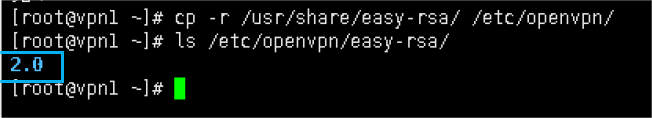 [root@vpn1 ~]# cp -r /usr/share/easy-rsa/ /etc/openvpn/
[root@vpn1 ~]# ls /etc/openvpn/easy-rsa/
2.0
[root@vpn1 ~]#